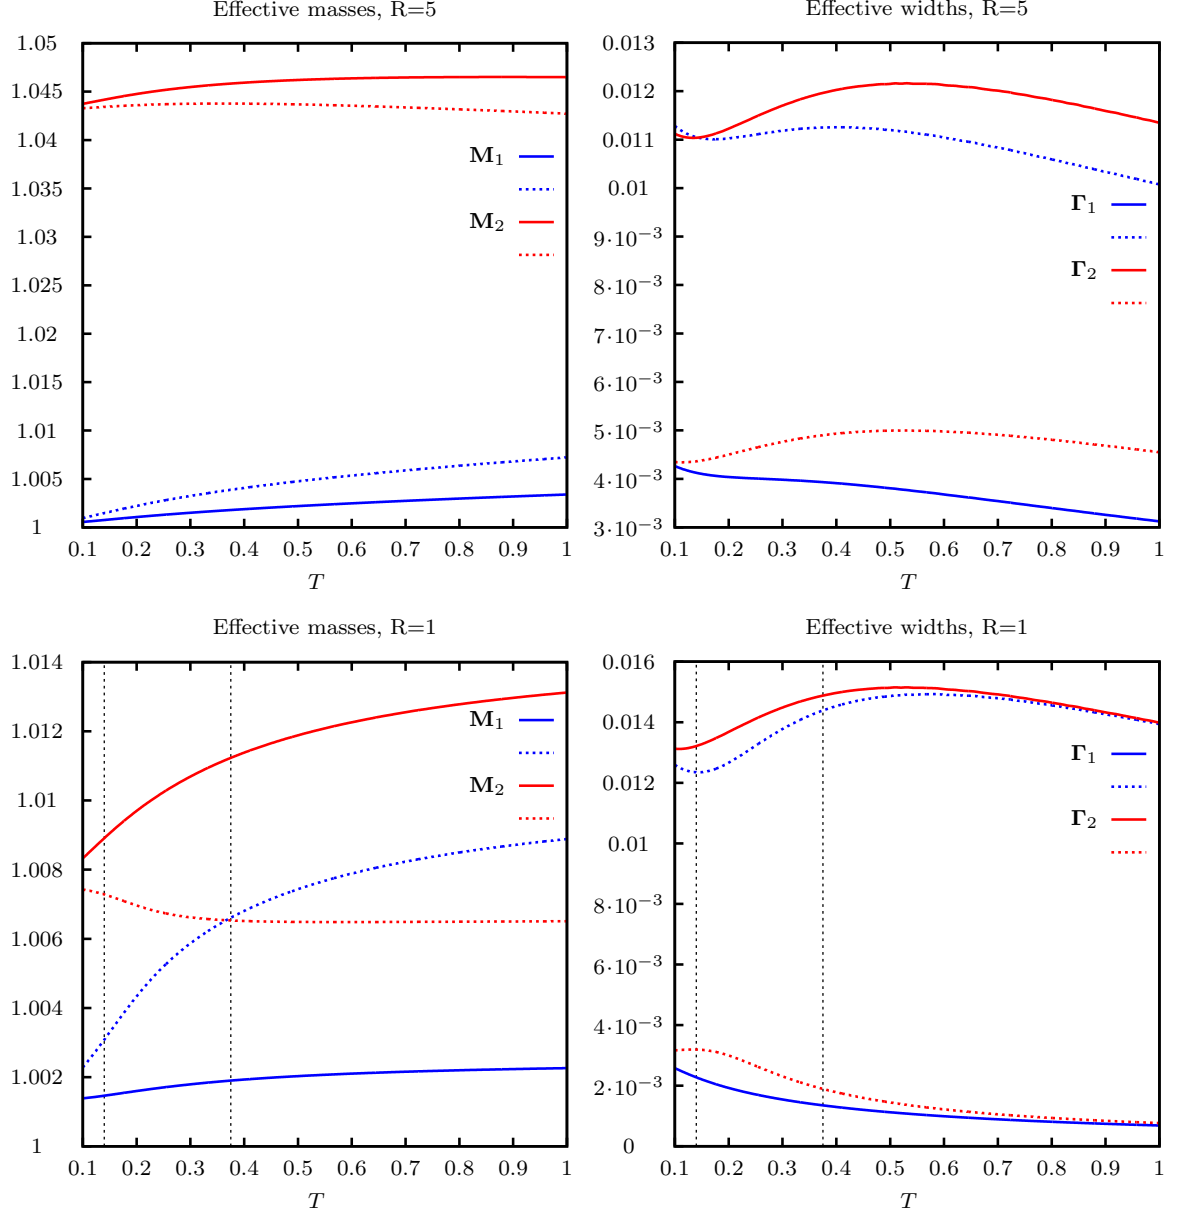 Effective masses, R=5
1.05
1.045
1.04
1.035
1.03
1.025
1.02
1.015
1.01
1.005
1
M₁
M₂
0.1 0.2 0.3 0.4 0.5 0.6 0.7 0.8 0.9 1
T
Effective widths, R=5
0.013
0.012
0.011
0.01
9·10⁻³
8·10⁻³
7·10⁻³
6·10⁻³
5·10⁻³
4·10⁻³
3·10⁻³
Γ₁
Γ₂
0.1 0.2 0.3 0.4 0.5 0.6 0.7 0.8 0.9 1
T
Effective masses, R=1
1.014
1.012
1.01
1.008
1.006
1.004
1.002
1
M₁
M₂
0.1 0.2 0.3 0.4 0.5 0.6 0.7 0.8 0.9 1
T
Effective widths, R=1
0.016
0.014
0.012
0.01
8·10⁻³
6·10⁻³
4·10⁻³
2·10⁻³
0
Γ₁
Γ₂
0.1 0.2 0.3 0.4 0.5 0.6 0.7 0.8 0.9 1
T